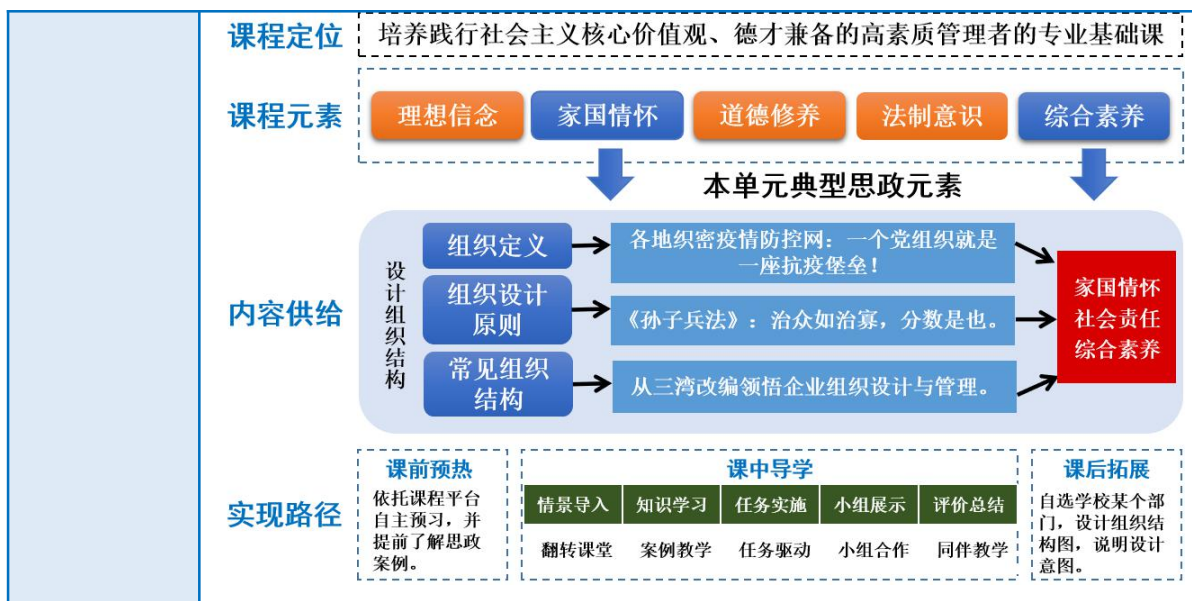 课程定位
培养践行社会主义核心价值观、德才兼备的高素质管理者的专业基础课
课程元素
理想信念
家国情怀
道德修养
法制意识
综合素养
本单元典型思政元素
内容供给
设计组织结构
组织定义
各地织密疫情防控网：一个党组织就是
一座抗疫堡垒！
组织设计
原则
《孙子兵法》：治众如治寡，分数是也。
常见组织
结构
从三湾改编领悟企业组织设计与管理。
家国情怀
社会责任
综合素养
实现路径
课前预热
依托课程平台
自主预习，并
提前了解思政
案例。
课中导学
情景导入
知识学习
任务实施
小组展示
评价总结
翻转课堂
案例教学
任务驱动
小组合作
同伴教学
课后拓展
自选学校某个部
门，设计组织结
构图，说明设计
意图。